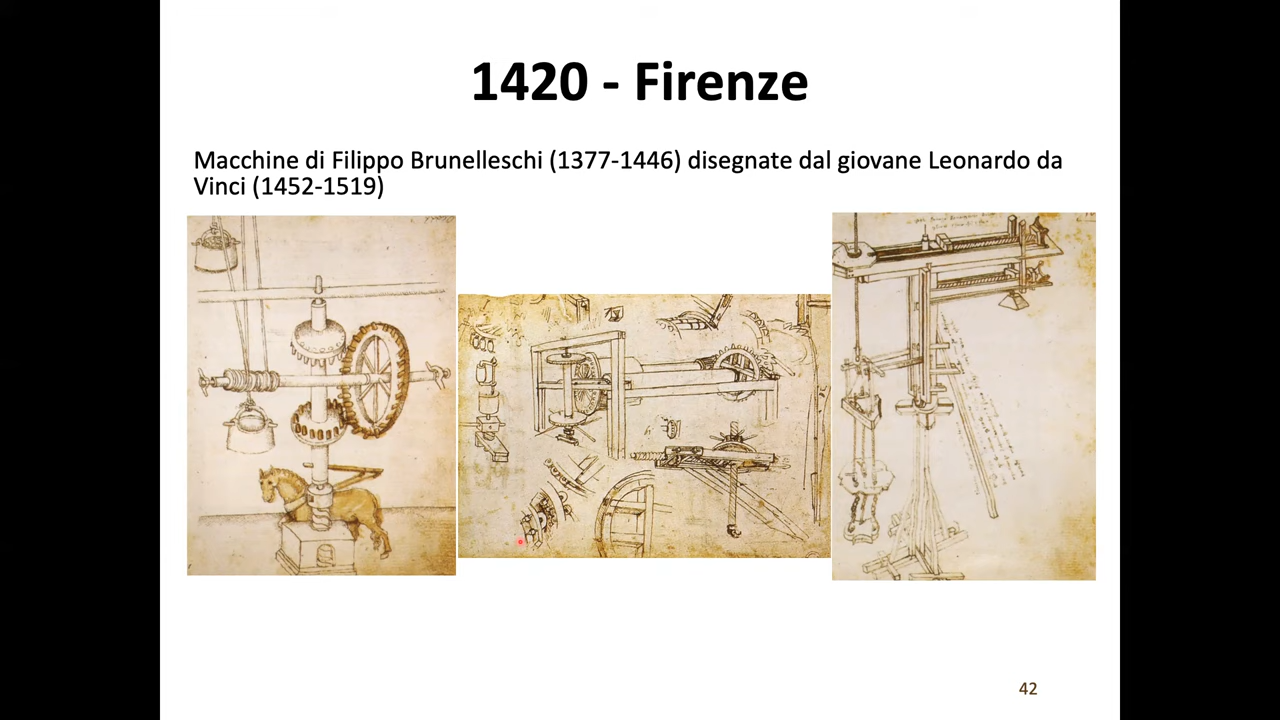 1420 - Firenze
Macchine di Filippo Brunelleschi (1377-1446) disegnate dal giovane Leonardo da
Vinci (1452-1519)
42